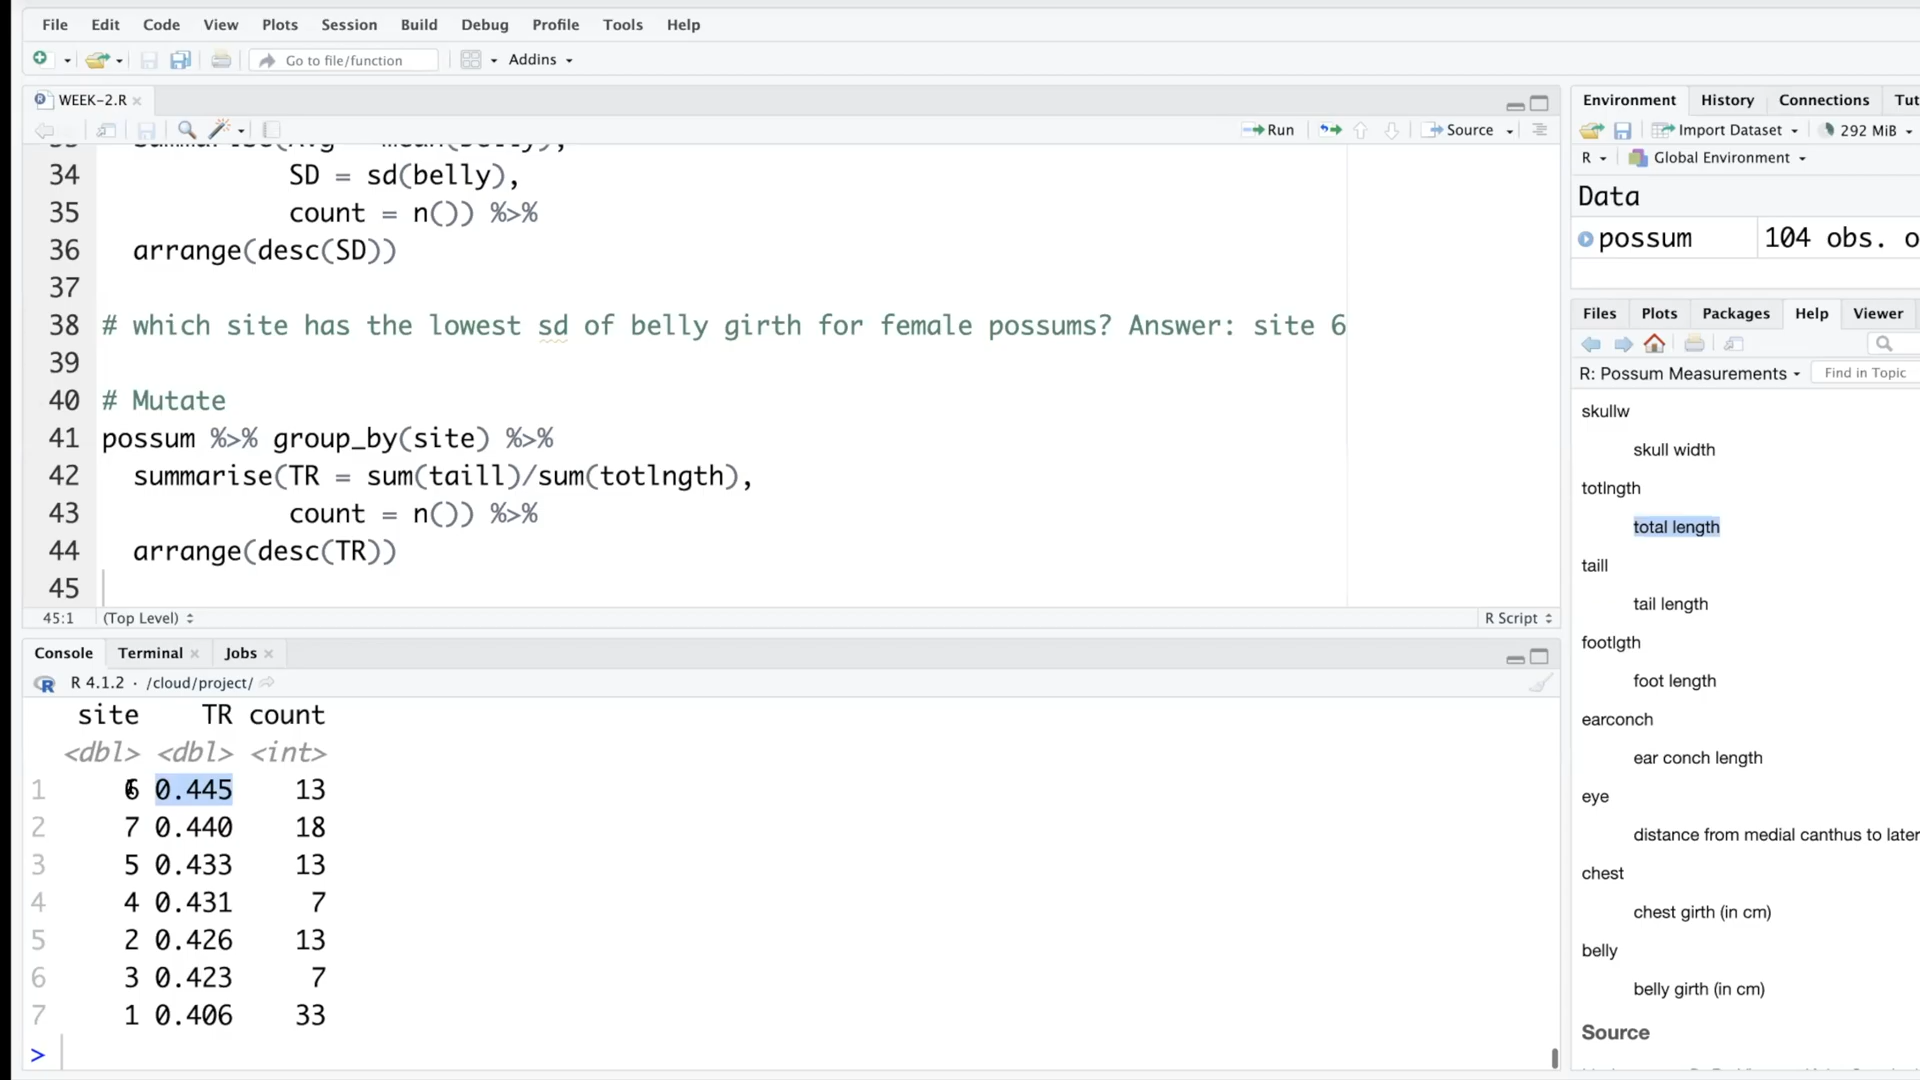 File Edit Code View Plots Session Build Debug Profile Tools Help
Go to file/function Addins
WEEK-2.R
Run Source
34 SD = sd(belly),
35 count = n()) %>%
36 arrange(desc(SD))
37
38 # which site has the lowest sd of belly girth for female possums? Answer: site 6
39
40 # Mutate
41 possum %>% group_by(site) %>%
42 summarise(TR = sum(taill)/sum(totlngth),
43 count = n()) %>%
44 arrange(desc(TR))
45
45:1 (Top Level) R Script
Console Terminal Jobs
R 4.1.2 · /cloud/project/
site TR count
<dbl> <dbl> <int>
1 6 0.445 13
2 7 0.440 18
3 5 0.433 13
4 4 0.431 7
5 2 0.426 13
6 3 0.423 7
7 1 0.406 33
>
Environment History Connections Tut
Import Dataset 292 MiB
R Global Environment
Data
possum 104 obs. o
Files Plots Packages Help Viewer
R: Possum Measurements Find in Topic
skullw
skull width
totlngth
total length
taill
tail length
footlgth
foot length
earconch
ear conch length
eye
distance from medial canthus to later
chest
chest girth (in cm)
belly
belly girth (in cm)
Source